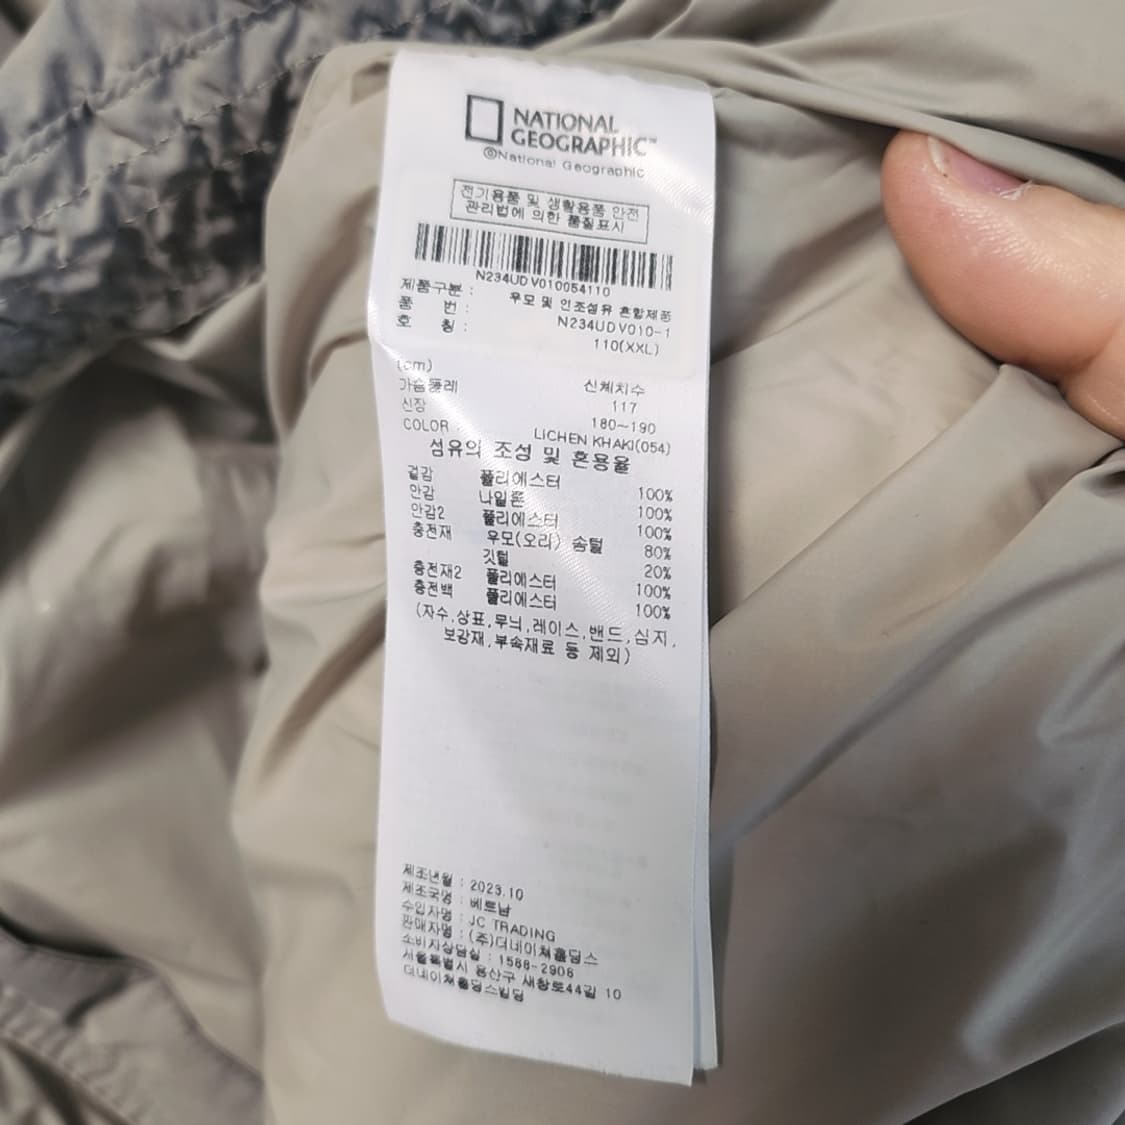 NATIONAL
GEOGRAPHIC™
©National Geographic
전기용품 및 생활용품 안전
관리법에 의한 품질표시
N234UDV010054110
제품구분 : 우모 및 인조섬유 혼합제품
품 번 : N234UDV010-1
호 칭 : 110(XXL)
(cm) 신체치수
가슴둘레 117
신장 180~190
COLOR LICHEN KHAKI(054)
섬유의 조성 및 혼용율
겉감 폴리에스터 100%
안감 나일론 100%
안감2 폴리에스터 100%
충전재 우모(오리) 솜털 80%
깃털 20%
충전재2 폴리에스터 100%
충전백 폴리에스터 100%
(자수,상표,무늬,레이스,밴드,심지,
보강재,부속재료 등 제외)
제조년월 : 2023.10
제조국명 : 베트남
수입자명 : JC TRADING
판매자명 : (주)더네이쳐홀딩스
소비자상담실 : 1588-2908
서울특별시 용산구 새창로44길 10
더네이쳐홀딩스빌딩